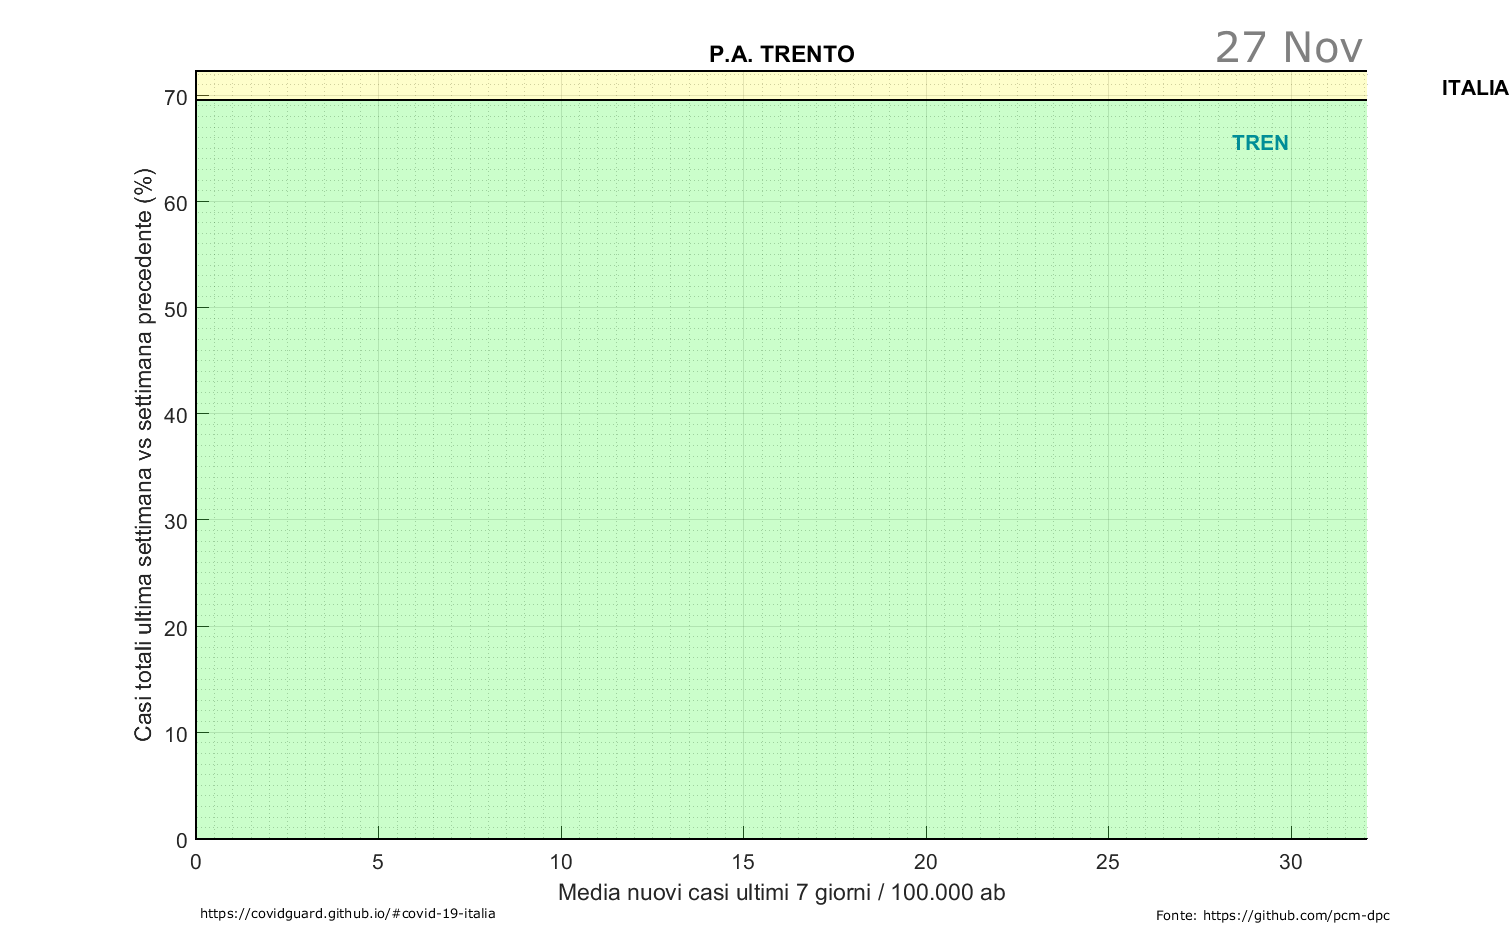 27 Nov
P.A. TRENTO
ITALIA
TREN
Casi totali ultima settimana vs settimana precedente (%)
70
60
50
40
30
20
10
0
0 5 10 15 20 25 30
Media nuovi casi ultimi 7 giorni / 100.000 ab
https://covidguard.github.io/#covid-19-italia
Fonte: https://github.com/pcm-dpc